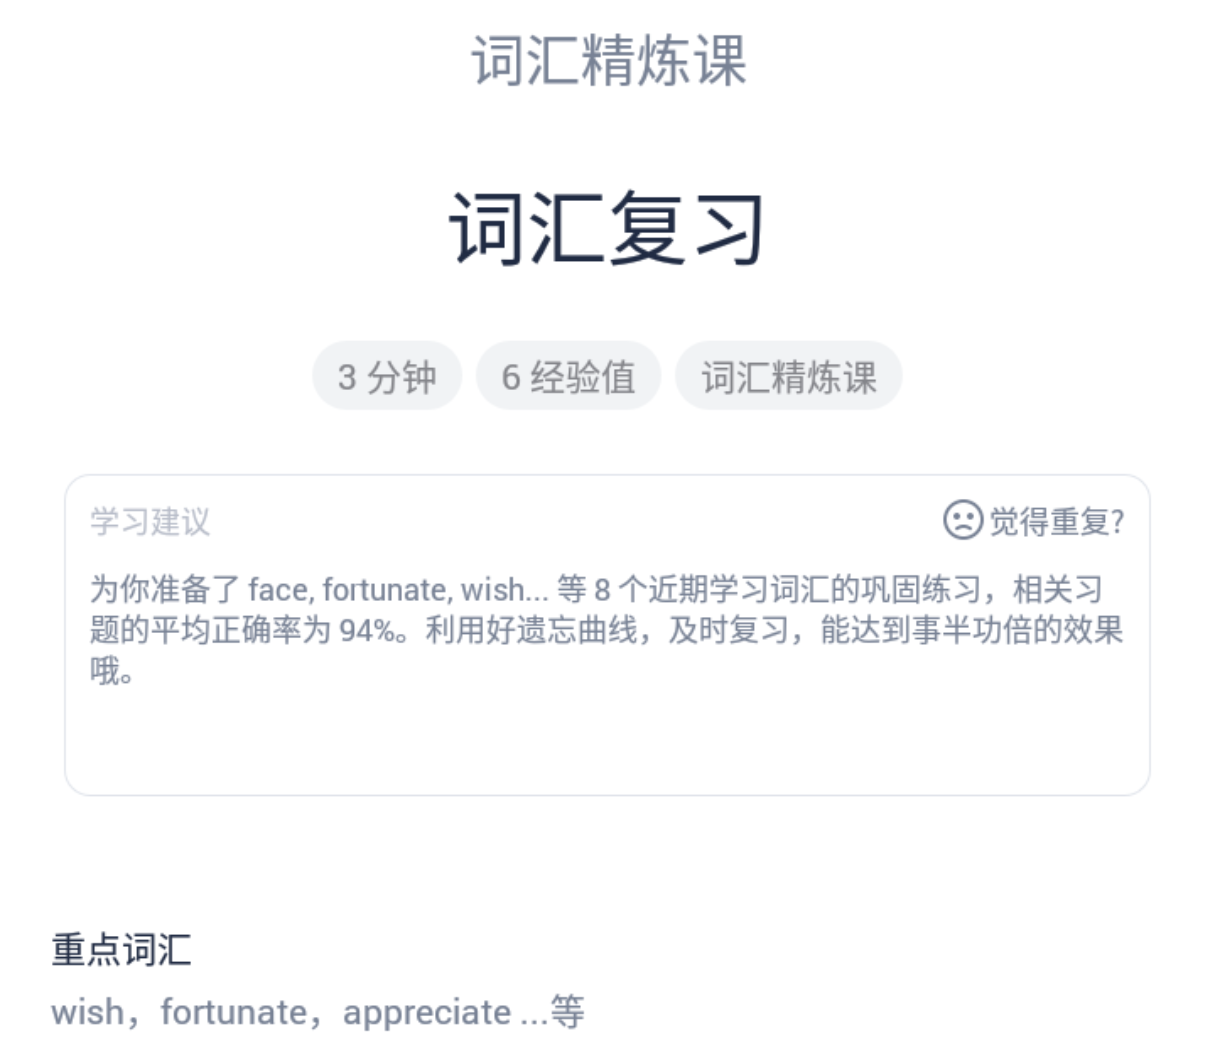 词汇精炼课
词汇复习
3 分钟 6 经验值 词汇精炼课
学习建议 觉得重复?
为你准备了 face, fortunate, wish... 等 8 个近期学习词汇的巩固练习，相关习
题的平均正确率为 94%。利用好遗忘曲线，及时复习，能达到事半功倍的效果
哦。
重点词汇
wish，fortunate，appreciate ...等